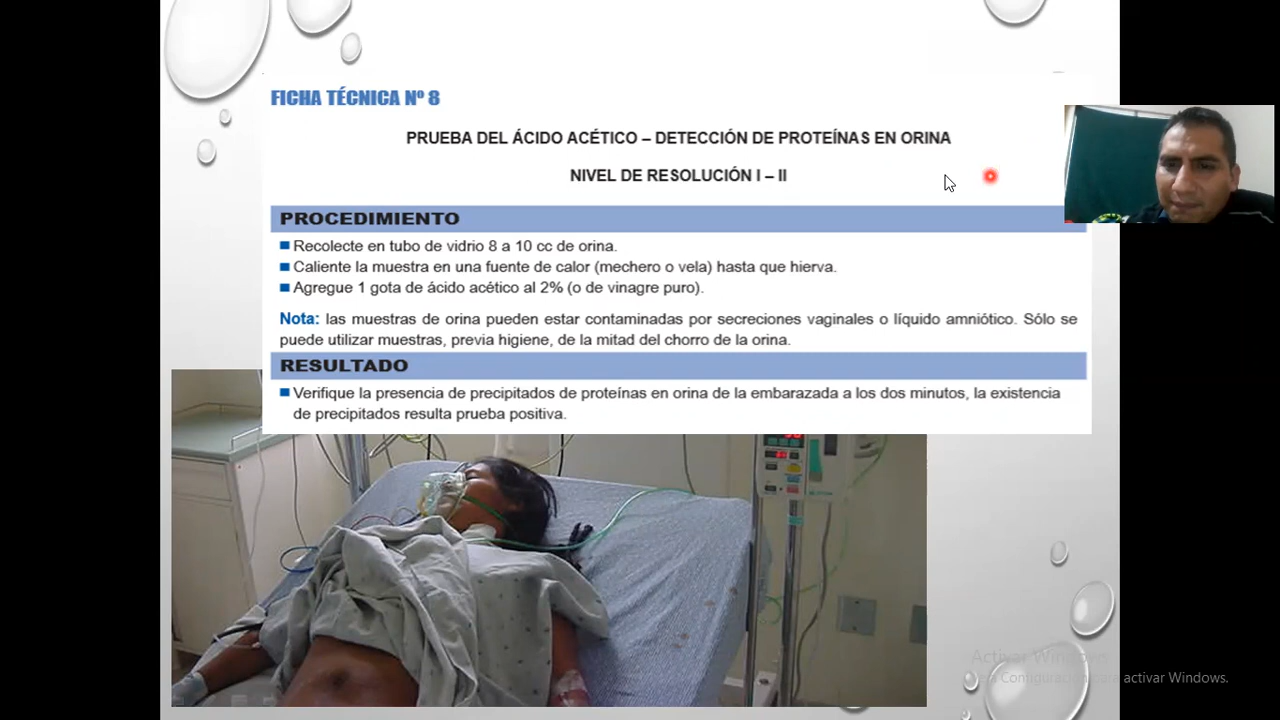 FICHA TÉCNICA Nº 8
PRUEBA DEL ÁCIDO ACÉTICO – DETECCIÓN DE PROTEÍNAS EN ORINA
NIVEL DE RESOLUCIÓN I – II
PROCEDIMIENTO
Recolecte en tubo de vidrio 8 a 10 cc de orina.
Caliente la muestra en una fuente de calor (mechero o vela) hasta que hierva.
Agregue 1 gota de ácido acético al 2% (o de vinagre puro).
Nota: las muestras de orina pueden estar contaminadas por secreciones vaginales o líquido amniótico. Sólo se
puede utilizar muestras, previa higiene, de la mitad del chorro de la orina.
RESULTADO
Verifique la presencia de precipitados de proteínas en orina de la embarazada a los dos minutos, la existencia
de precipitados resulta prueba positiva.
Activar Windows
a Configuración para activar Windows.